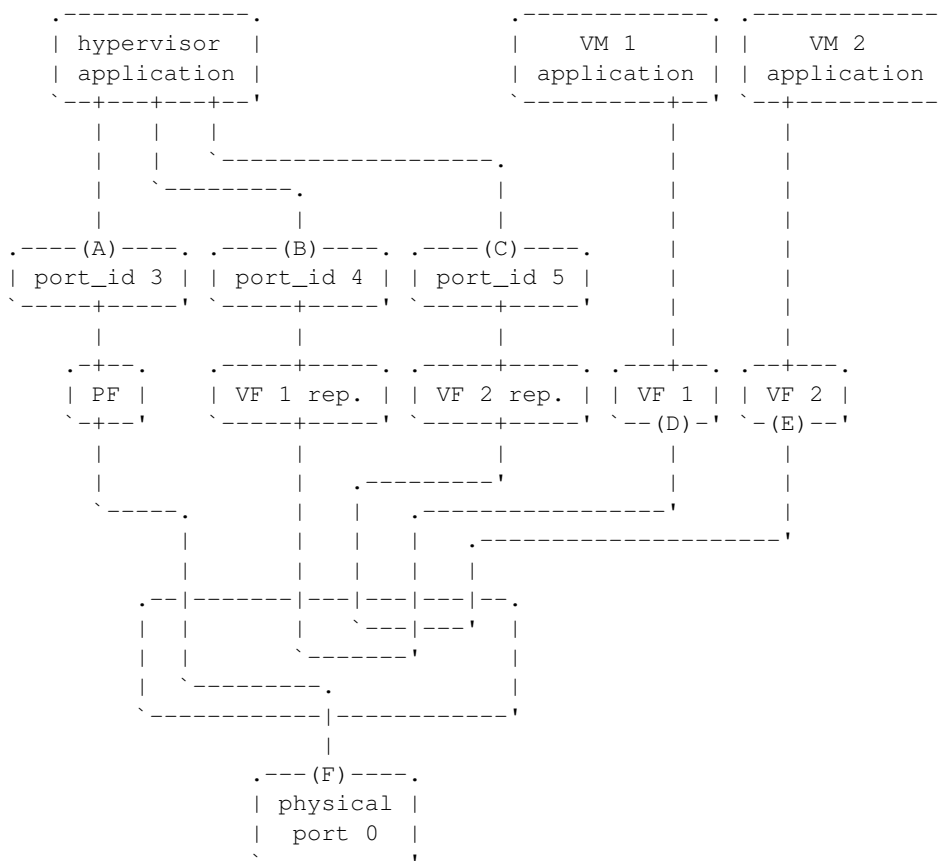 hypervisor VM 1 VM 2
application application application
(A) (B) (C)
port_id 3 port_id 4 port_id 5
PF VF 1 rep. VF 2 rep. VF 1 VF 2
(D) (E)
(F)
physical
port 0